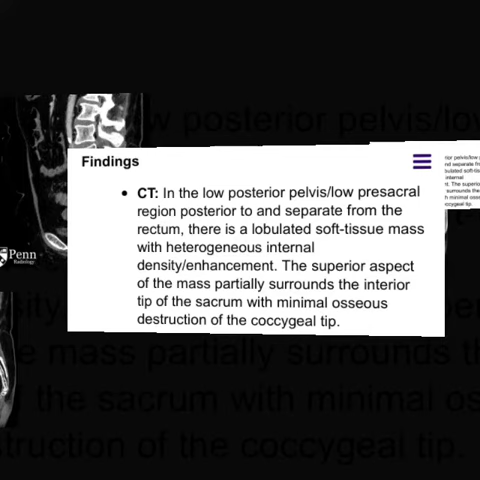 w posterior pelvis/low
Findings
• CT: In the low posterior pelvis/low presacral
region posterior to and separate from the
rectum, there is a lobulated soft-tissue mass
with heterogeneous internal
density/enhancement. The superior aspect
of the mass partially surrounds the interior
tip of the sacrum with minimal osseous
destruction of the coccygeal tip.
Penn
Radiology
mass partially surrounds
the sacrum with minimal os
struction of the coccygeal tip.